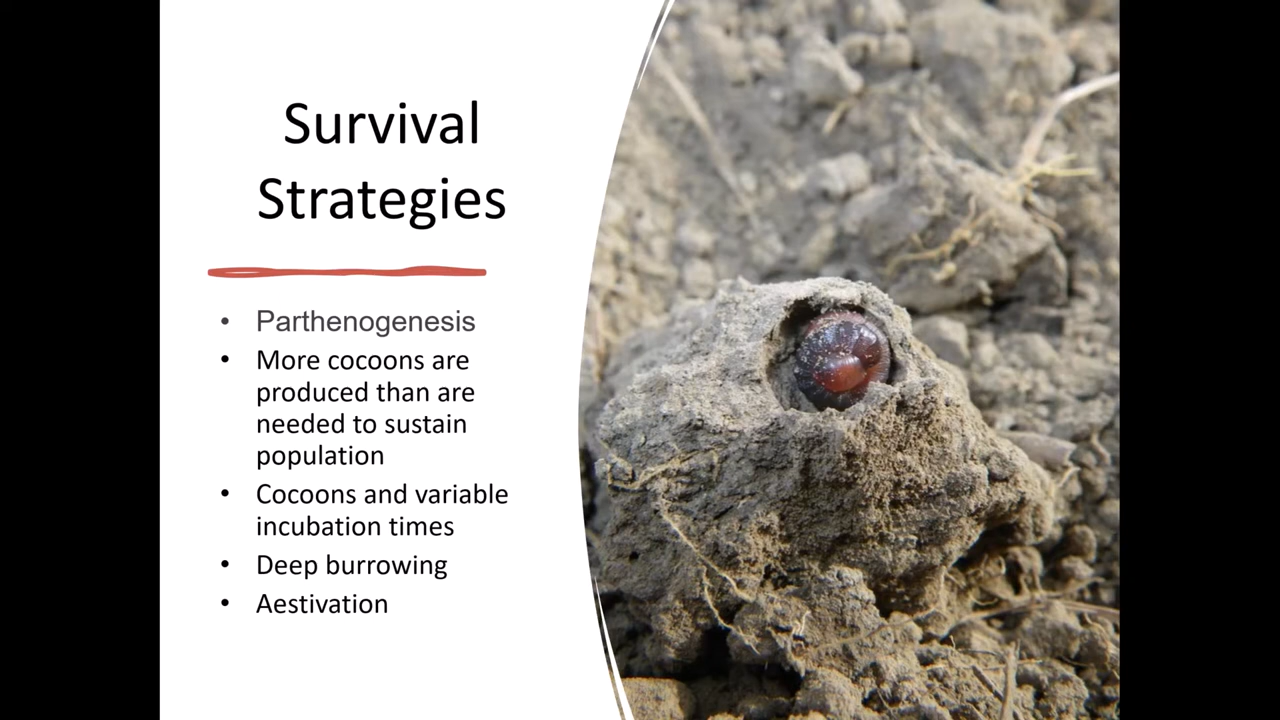 Survival
Strategies
• Parthenogenesis
• More cocoons are
produced than are
needed to sustain
population
• Cocoons and variable
incubation times
• Deep burrowing
• Aestivation